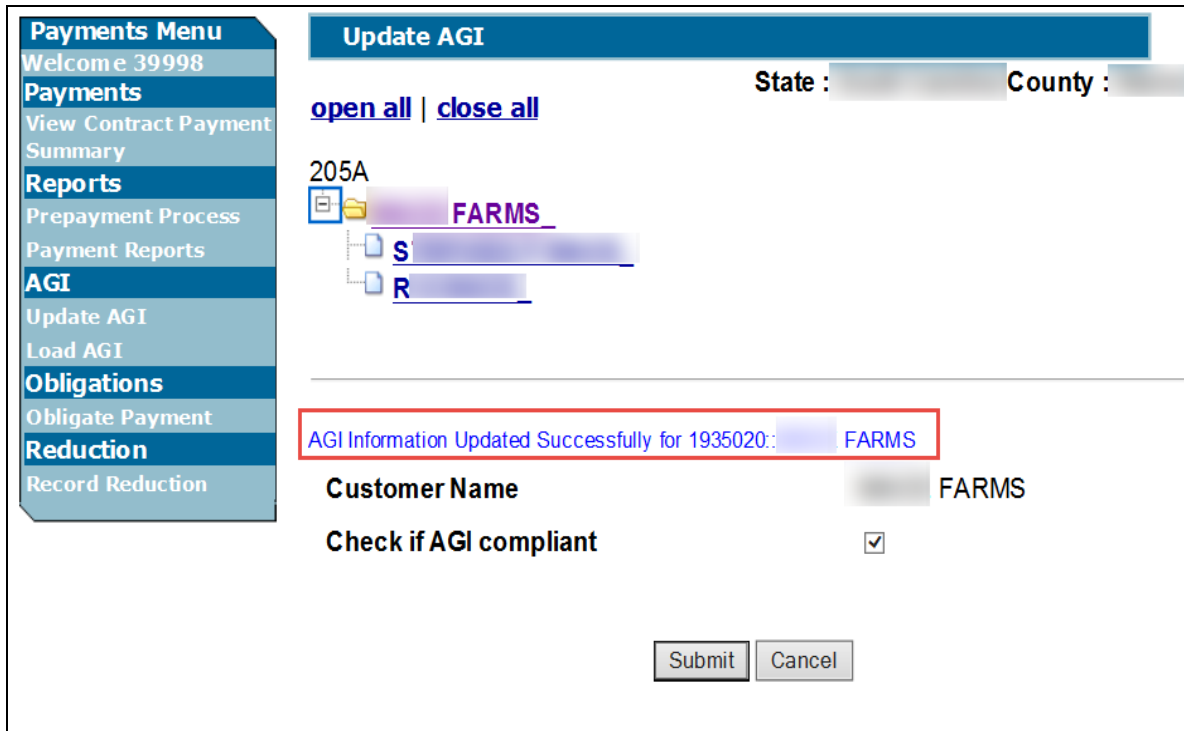 Payments Menu
Welcome 39998
Payments
View Contract Payment
Summary
Reports
Prepayment Process
Payment Reports
AGI
Update AGI
Load AGI
Obligations
Obligate Payment
Reduction
Record Reduction
Update AGI
State : County :
open all | close all
205A
FARMS_
S
R
AGI Information Updated Successfully for 1935020:: FARMS
Customer Name FARMS
Check if AGI compliant
Submit Cancel